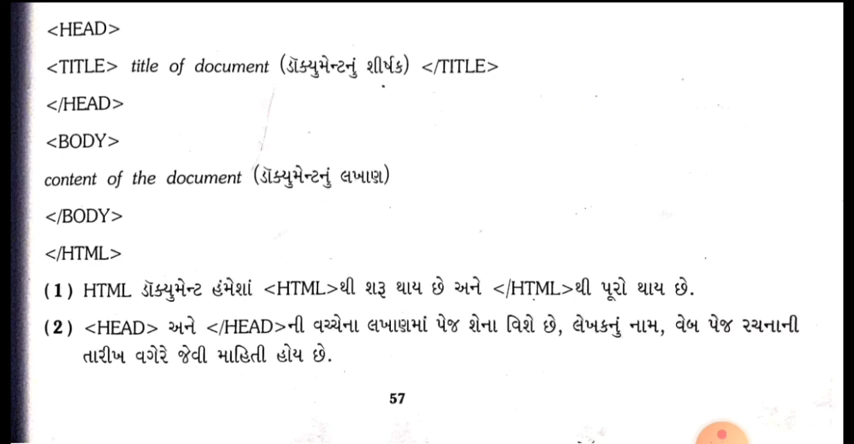 <HEAD>
<TITLE> title of document (ડૉક્યુમેન્ટનું શીર્ષક) </TITLE>
</HEAD>
<BODY>
content of the document (ડૉક્યુમેન્ટનું લખાણ)
</BODY>
</HTML>
(1) HTML ડૉક્યુમેન્ટ હંમેશાં <HTML>થી શરૂ થાય છે અને </HTML>થી પૂરો થાય છે.
(2) <HEAD> અને </HEAD>ની વચ્ચેના લખાણમાં પેજ શેના વિશે છે, લેખકનું નામ, વેબ પેજ રચનાની
તારીખ વગેરે જેવી માહિતી હોય છે.
57